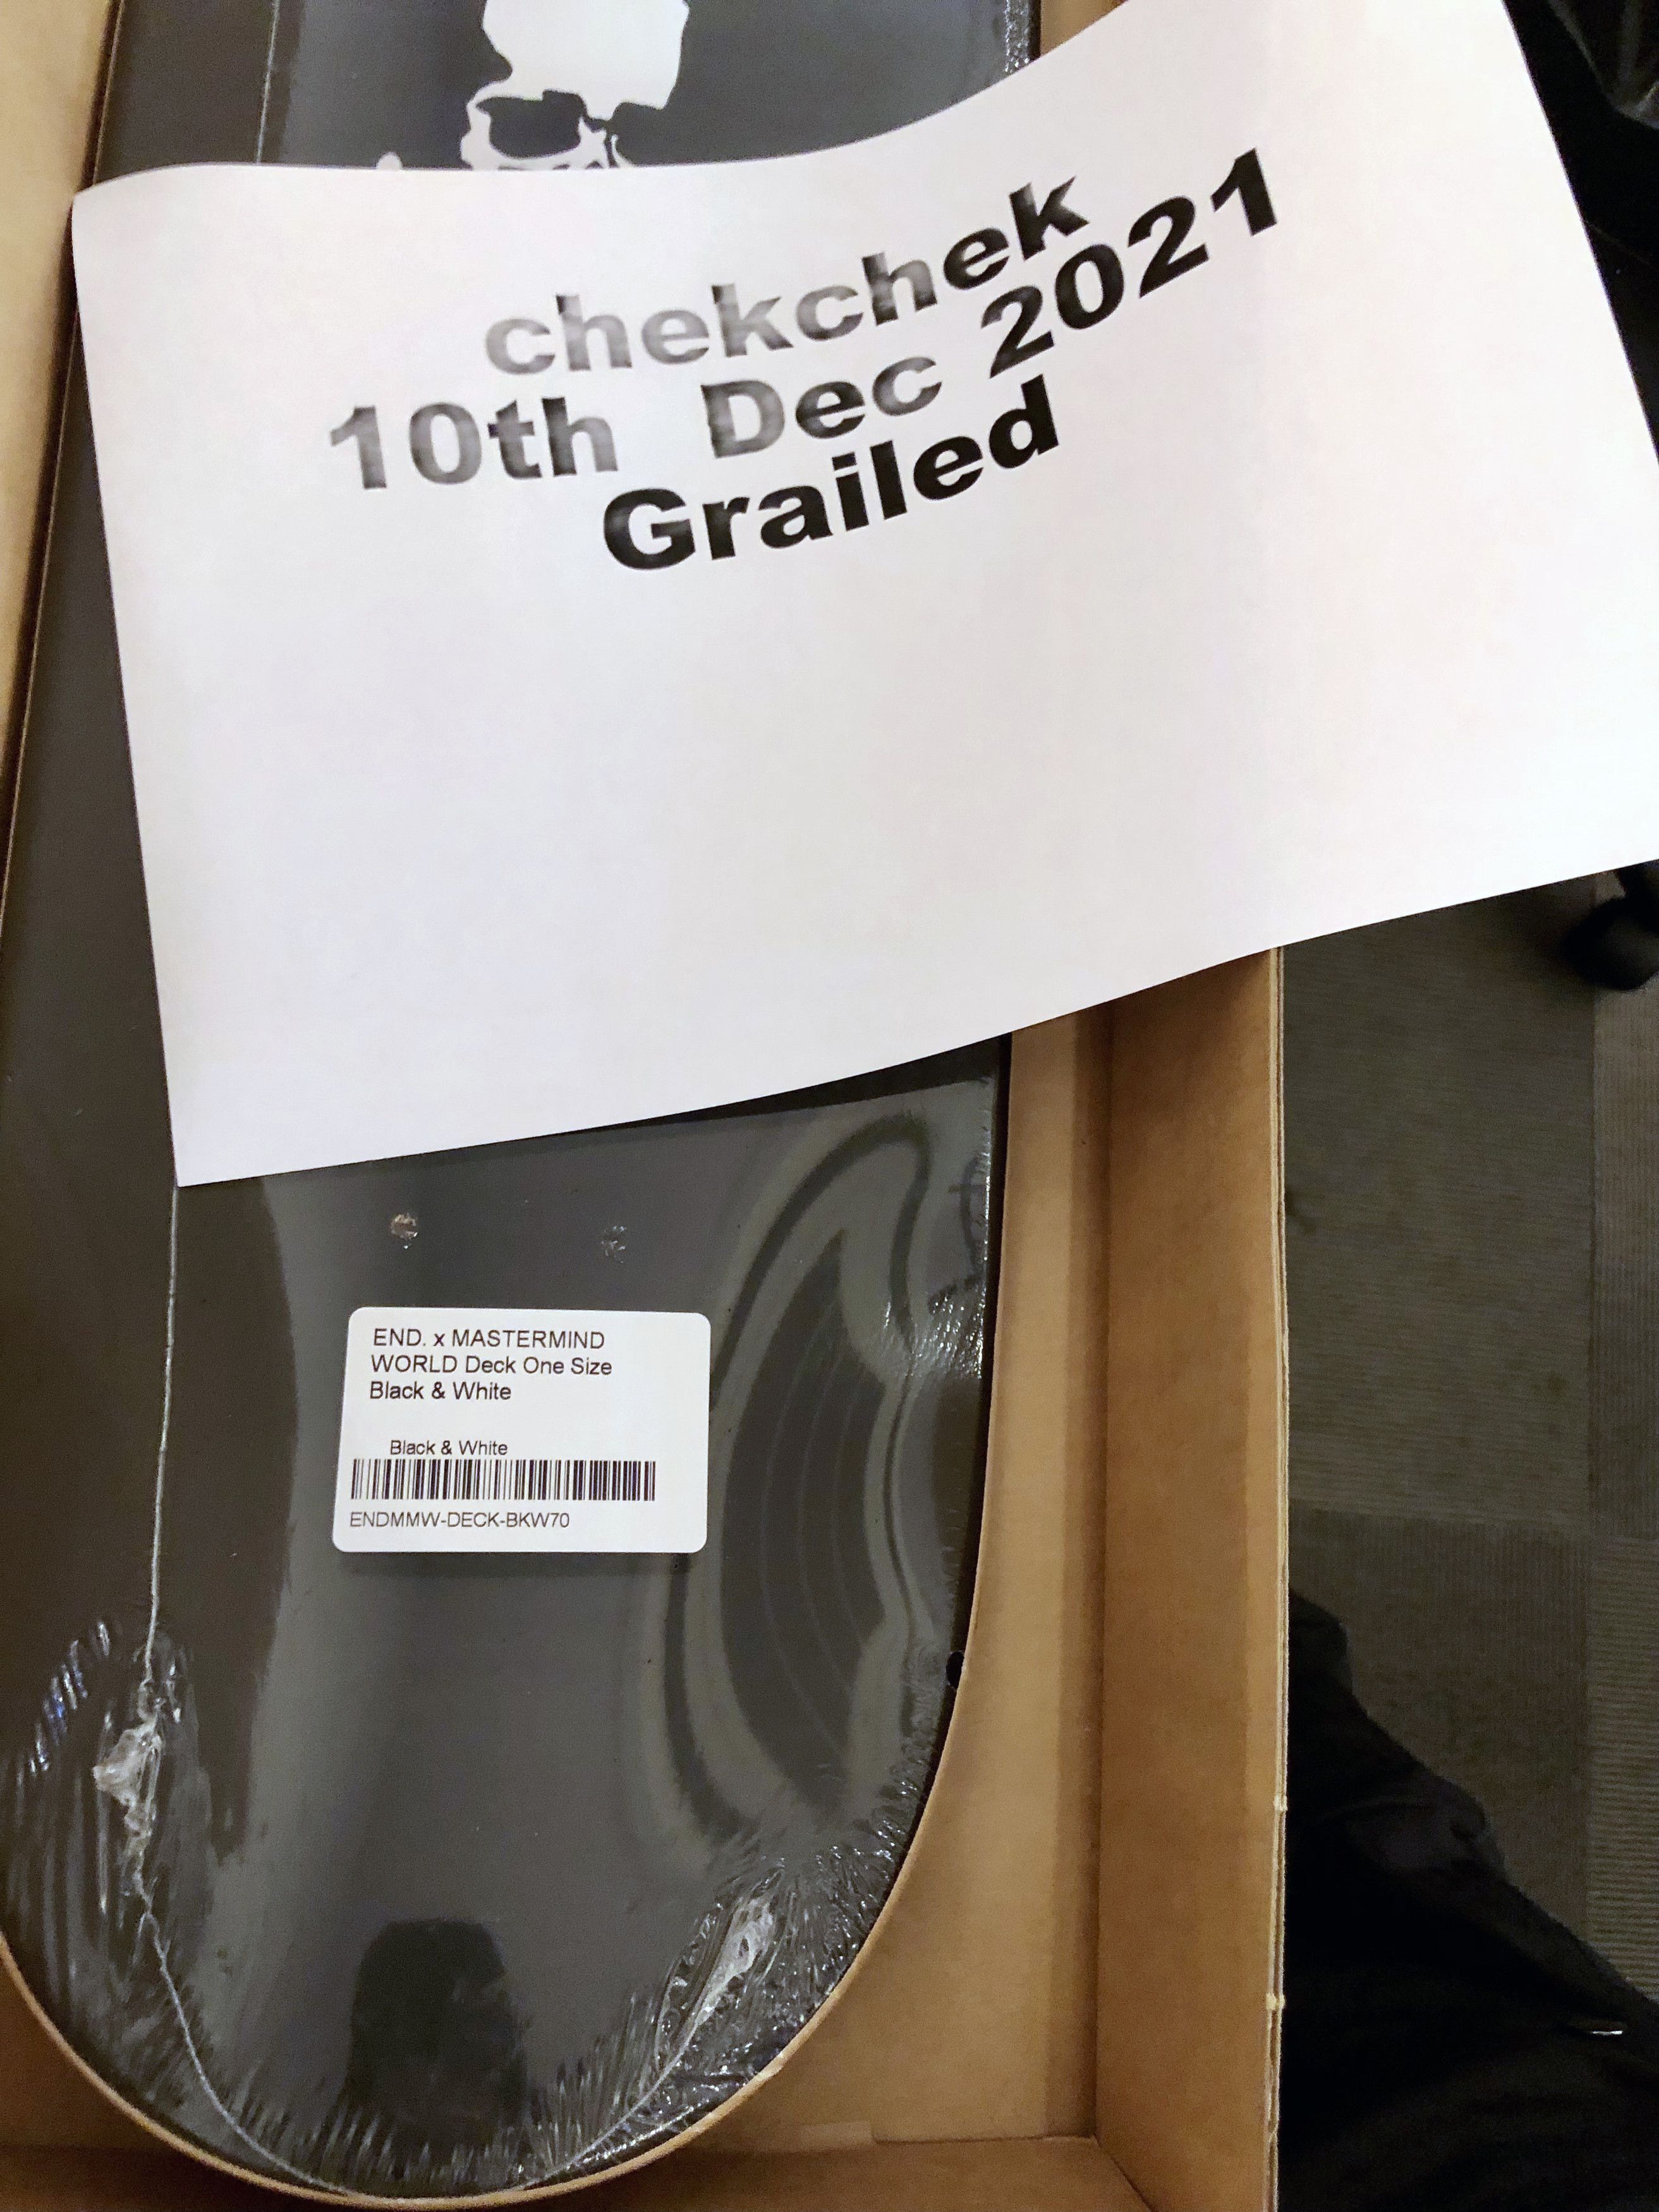 chekchek
10th Dec 2021
Grailed
END. x MASTERMIND
WORLD Deck One Size
Black & White
Black & White
ENDMMW-DECK-BKW70